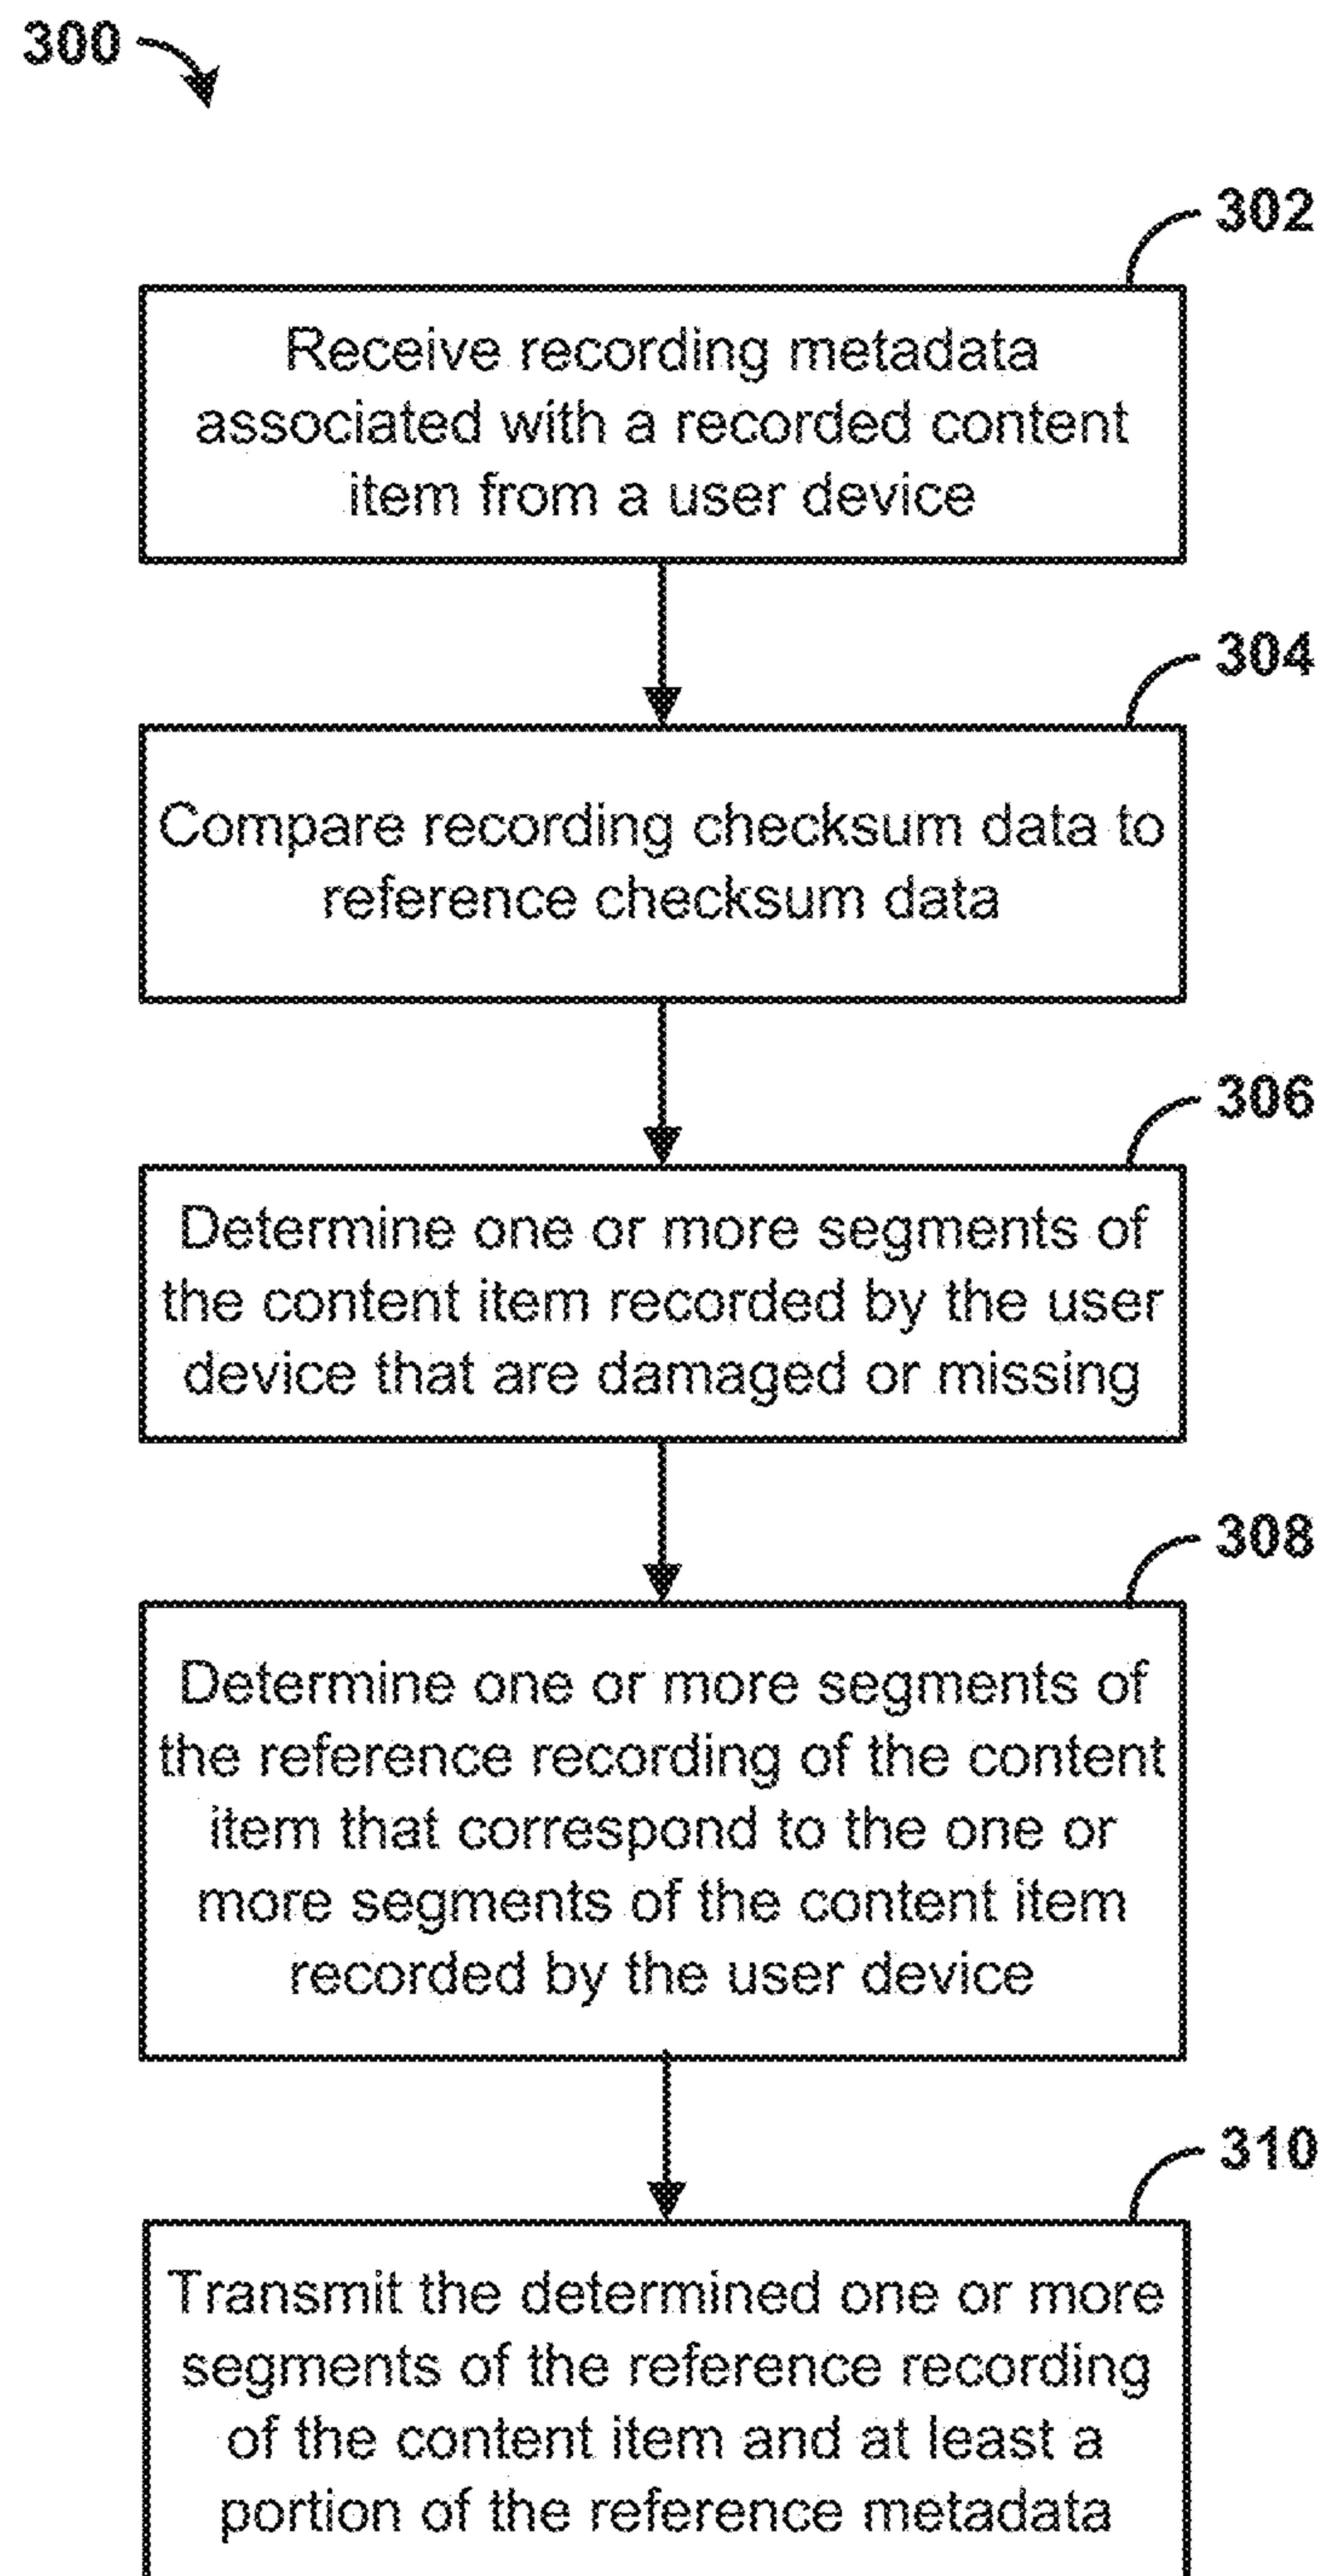 300
302
Receive recording metadata
associated with a recorded content
item from a user device
304
Compare recording checksum data to
reference checksum data
306
Determine one or more segments of
the content item recorded by the user
device that are damaged or missing
308
Determine one or more segments of
the reference recording of the content
item that correspond to the one or
more segments of the content item
recorded by the user device
310
Transmit the determined one or more
segments of the reference recording
of the content item and at least a
portion of the reference metadata